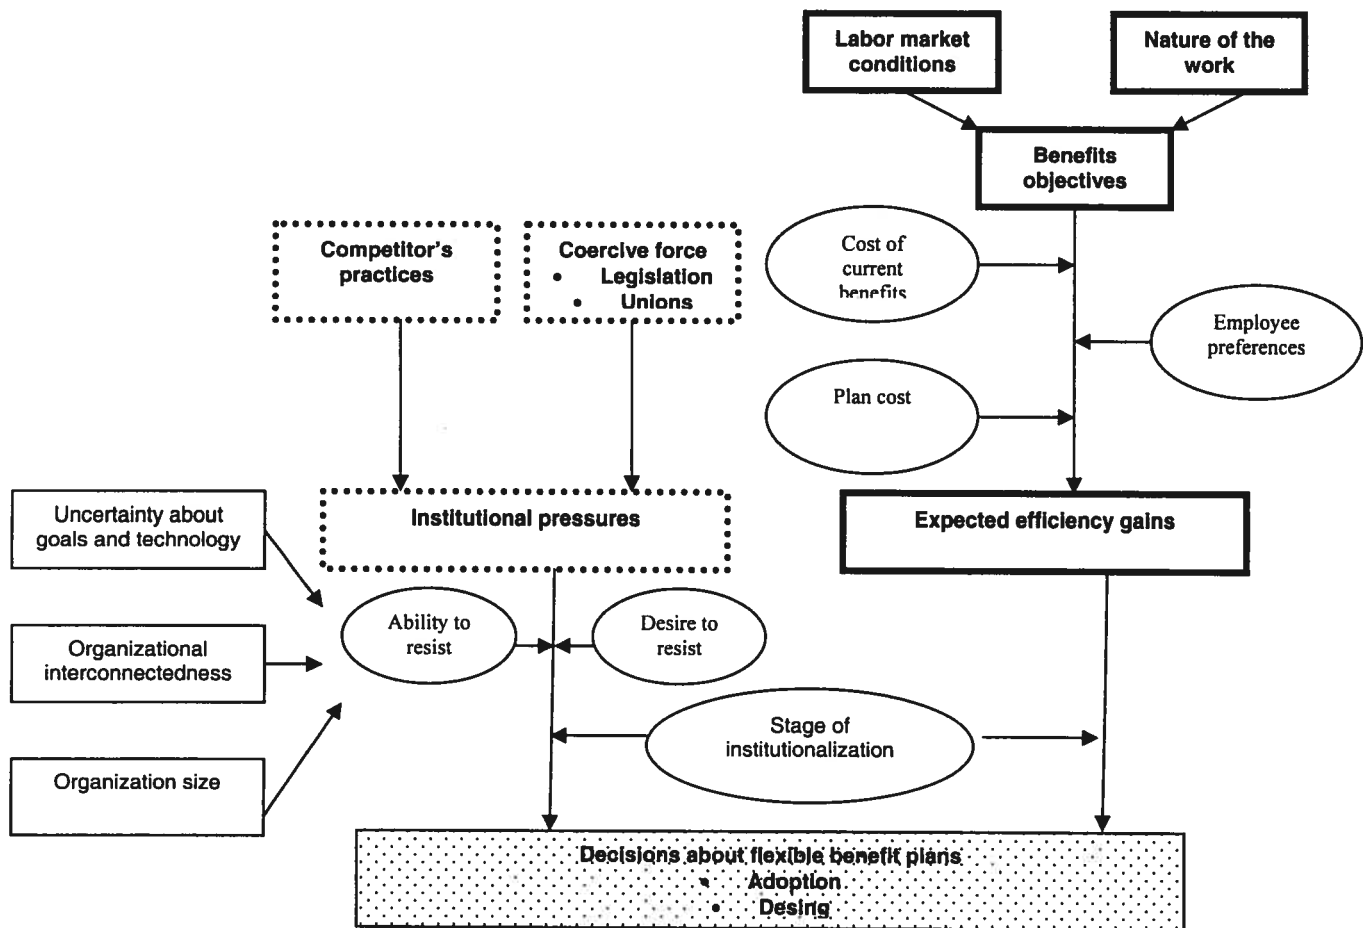 Labor market
conditions
Nature of the
work
Benefits
objectives
Competitor's
practices
Coercive force
• Legislation
• Unions
Cost of
current
benefits
Employee
preferences
Plan cost
Uncertainty about
goals and technology
Institutional pressures
Expected efficiency gains
Ability to
resist
Desire to
resist
Organizational
interconnectedness
Stage of
institutionalization
Organization size
Decisions about flexible benefit plans
• Adoption
• Desing